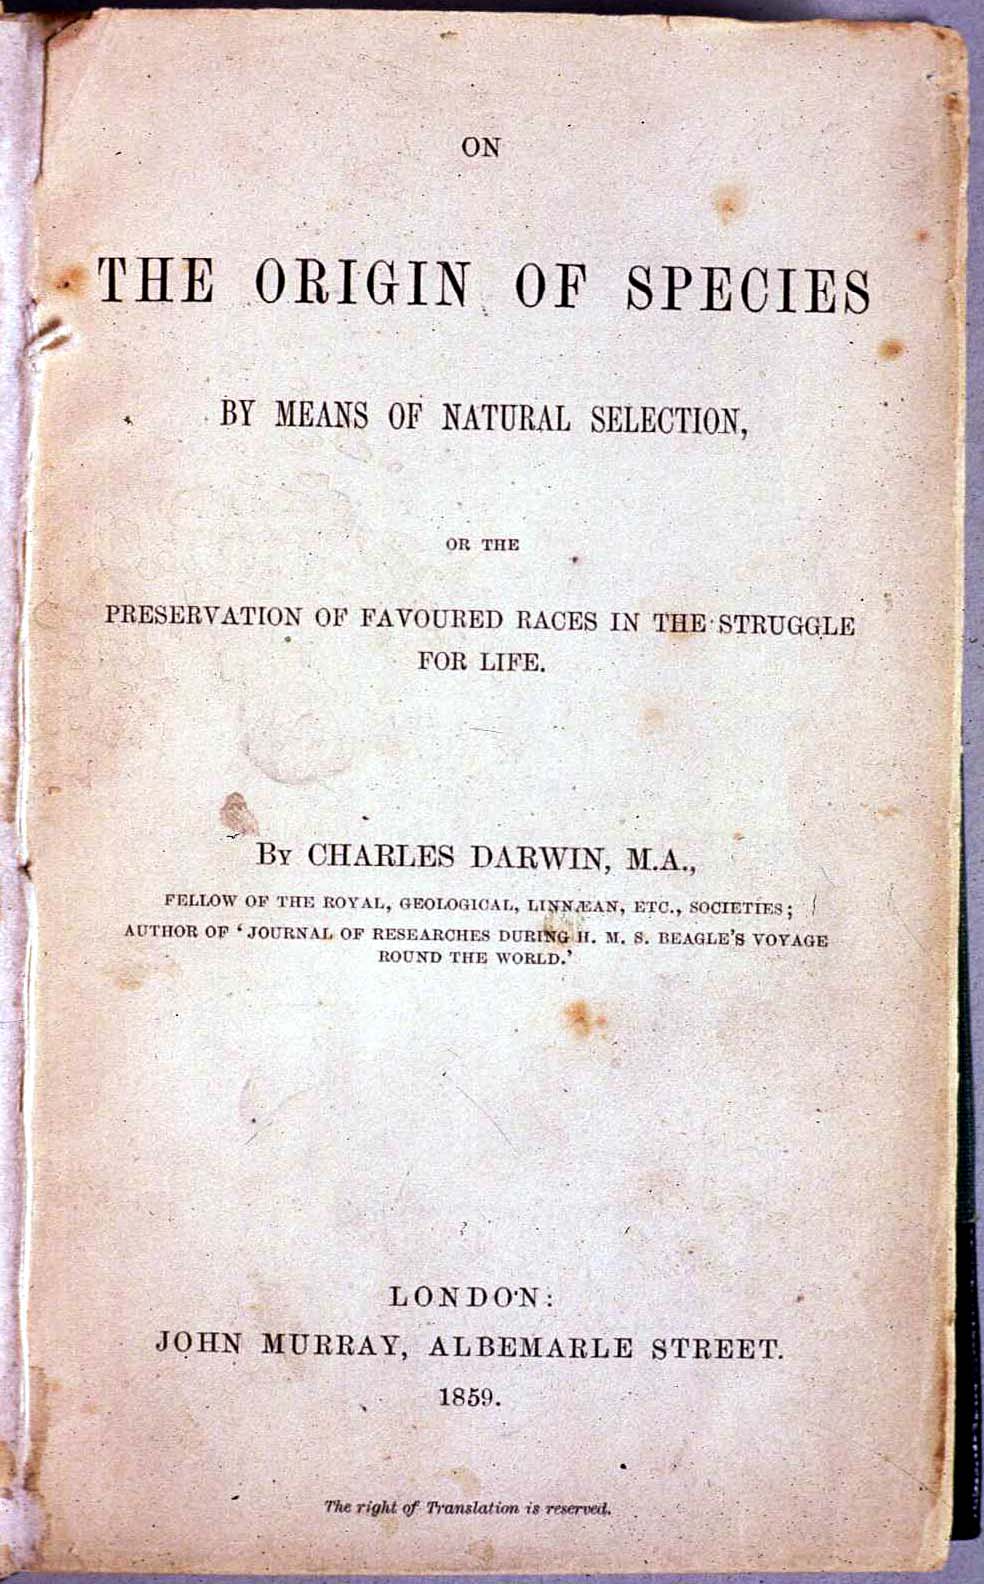 ON
THE ORIGIN OF SPECIES
BY MEANS OF NATURAL SELECTION,
OR THE
PRESERVATION OF FAVOURED RACES IN THE STRUGGLE
FOR LIFE.
BY CHARLES DARWIN, M.A.,
FELLOW OF THE ROYAL, GEOLOGICAL, LINNÆAN, ETC., SOCIETIES;
AUTHOR OF ‘JOURNAL OF RESEARCHES DURING H. M. S. BEAGLE’S VOYAGE
ROUND THE WORLD.’
LONDON:
JOHN MURRAY, ALBEMARLE STREET.
1859.
The right of Translation is reserved.